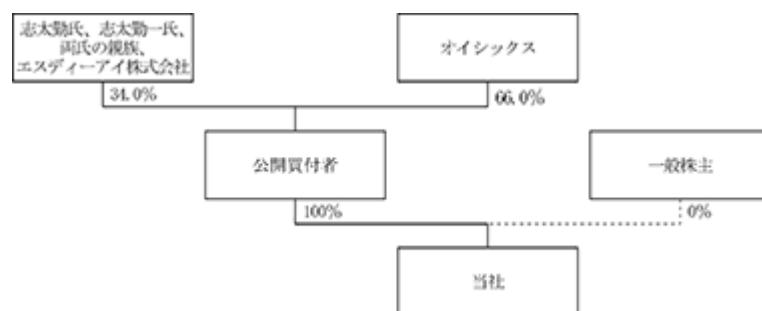 志太勤氏、志太勤一氏、
両氏の親族、
エスディーアイ株式会社
オイシックス
34.0%
66.0%
公開買付者
一般株主
100%
0%
当社